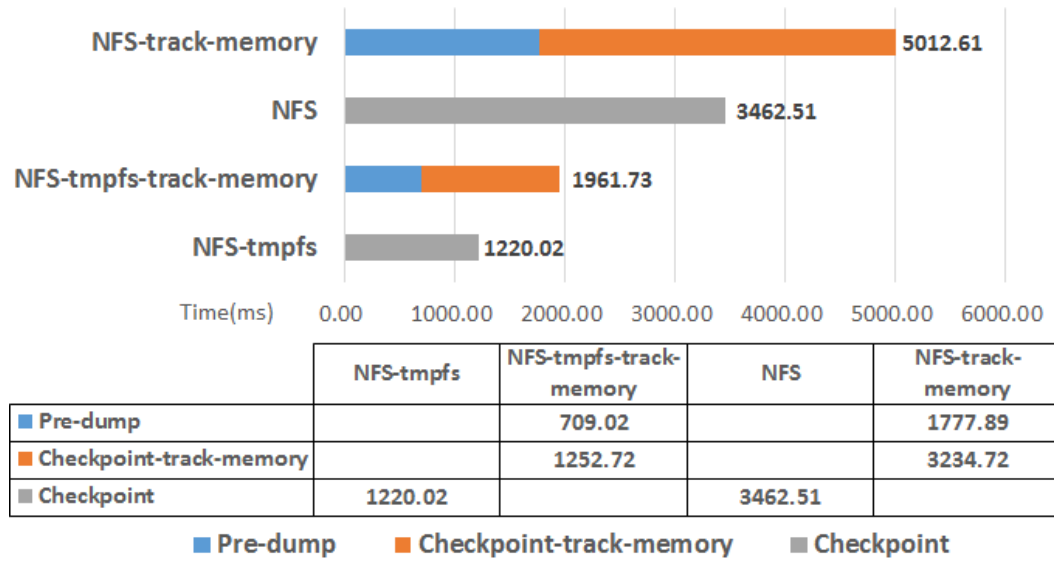 NFS-track-memory 5012.61
NFS 3462.51
NFS-tmpfs-track-memory 1961.73
NFS-tmpfs 1220.02
Time(ms) 0.00 1000.00 2000.00 3000.00 4000.00 5000.00 6000.00
NFS-tmpfs NFS-tmpfs-track-
memory NFS NFS-track-
memory
Pre-dump 709.02 1777.89
Checkpoint-track-memory 1252.72 3234.72
Checkpoint 1220.02 3462.51
Pre-dump Checkpoint-track-memory Checkpoint